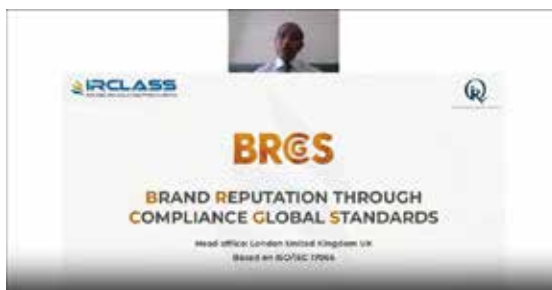 IRCLASS
BRCGS
BRAND REPUTATION THROUGH
COMPLIANCE GLOBAL STANDARDS
Head office: London United Kingdom UK
Based on ISO/IEC 17065